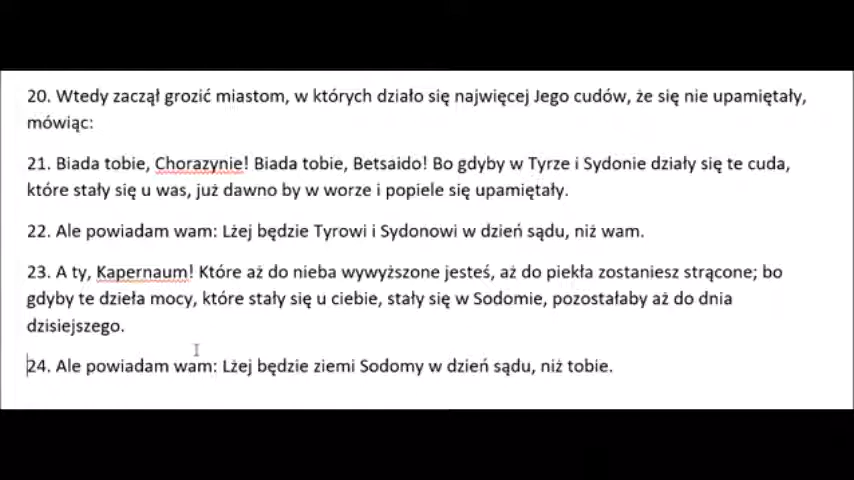 20. Wtedy zaczął grozić miastom, w których działo się najwięcej Jego cudów, że się nie upamiętały,
mówiąc:
21. Biada tobie, Chorazynie! Biada tobie, Betsaido! Bo gdyby w Tyrze i Sydonie działy się te cuda,
które stały się u was, już dawno by w worze i popiele się upamiętały.
22. Ale powiadam wam: Lżej będzie Tyrowi i Sydonowi w dzień sądu, niż wam.
23. A ty, Kapernaum! Które aż do nieba wywyższone jesteś, aż do piekła zostaniesz strącone; bo
gdyby te dzieła mocy, które stały się u ciebie, stały się w Sodomie, pozostałaby aż do dnia
dzisiejszego.
24. Ale powiadam wam: Lżej będzie ziemi Sodomy w dzień sądu, niż tobie.